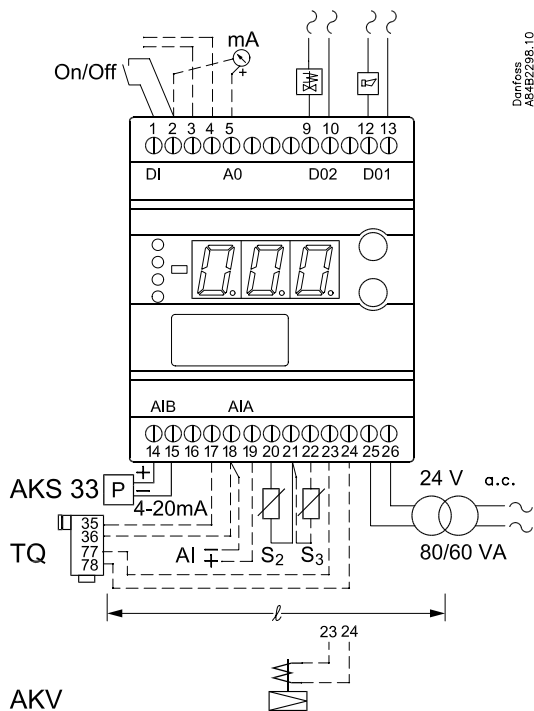 mA
On/Off
Danfoss
A84B2298.10
1 2 3 4 5 9 10 12 13
DI A0 D02 D01
AIB AIA
14 15 16 17 18 19 20 21 22 23 24 25 26
AKS 33 P + −
4-20mA
24 V a.c.
80/60 VA
TQ
35
36
77
78
AI
S2 S3
ℓ
23 24
AKV